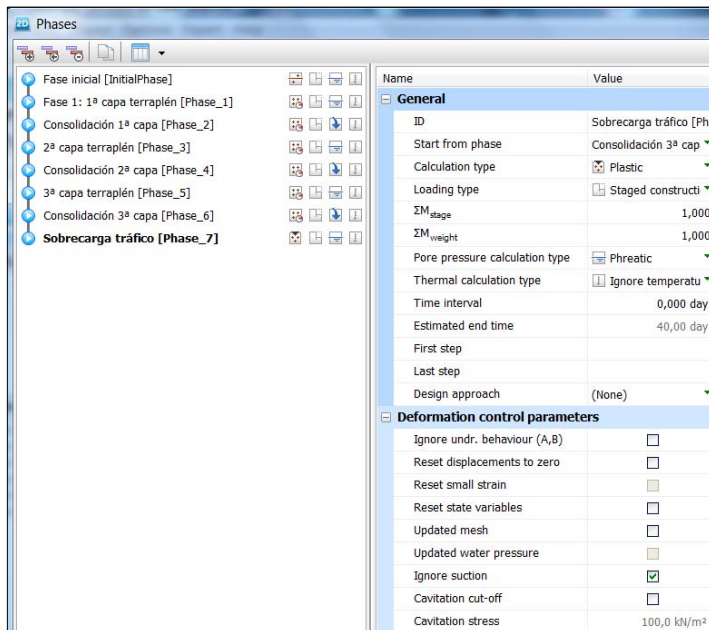 2D Phases
Fase inicial [InitialPhase]
Fase 1: 1ª capa terraplén [Phase_1]
Consolidación 1ª capa [Phase_2]
2ª capa terraplén [Phase_3]
Consolidación 2ª capa [Phase_4]
3ª capa terraplén [Phase_5]
Consolidación 3ª capa [Phase_6]
Sobrecarga tráfico [Phase_7]
Name Value
General
ID Sobrecarga tráfico [Ph
Start from phase Consolidación 3ª cap
Calculation type Plastic
Loading type Staged constructi
ΣMstage 1,000
ΣMweight 1,000
Pore pressure calculation type Phreatic
Thermal calculation type Ignore temperatu
Time interval 0,000 day
Estimated end time 40,00 day
First step
Last step
Design approach (None)
Deformation control parameters
Ignore undr. behaviour (A,B)
Reset displacements to zero
Reset small strain
Reset state variables
Updated mesh
Updated water pressure
Ignore suction
Cavitation cut-off
Cavitation stress 100,0 kN/m²